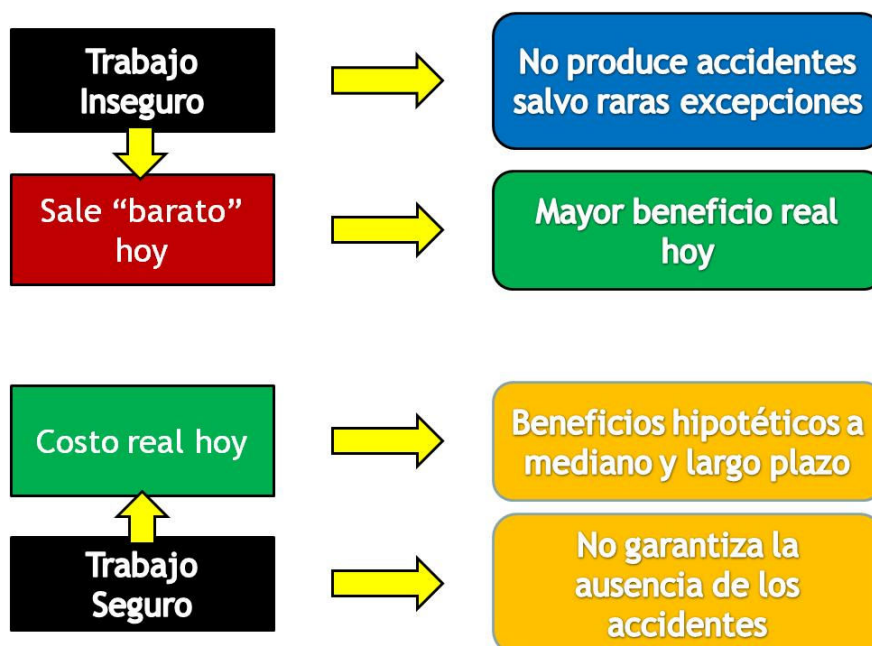 Trabajo
Inseguro
No produce accidentes
salvo raras excepciones
Sale “barato”
hoy
Mayor beneficio real
hoy
Costo real hoy
Beneficios hipotéticos a
mediano y largo plazo
Trabajo
Seguro
No garantiza la
ausencia de los
accidentes